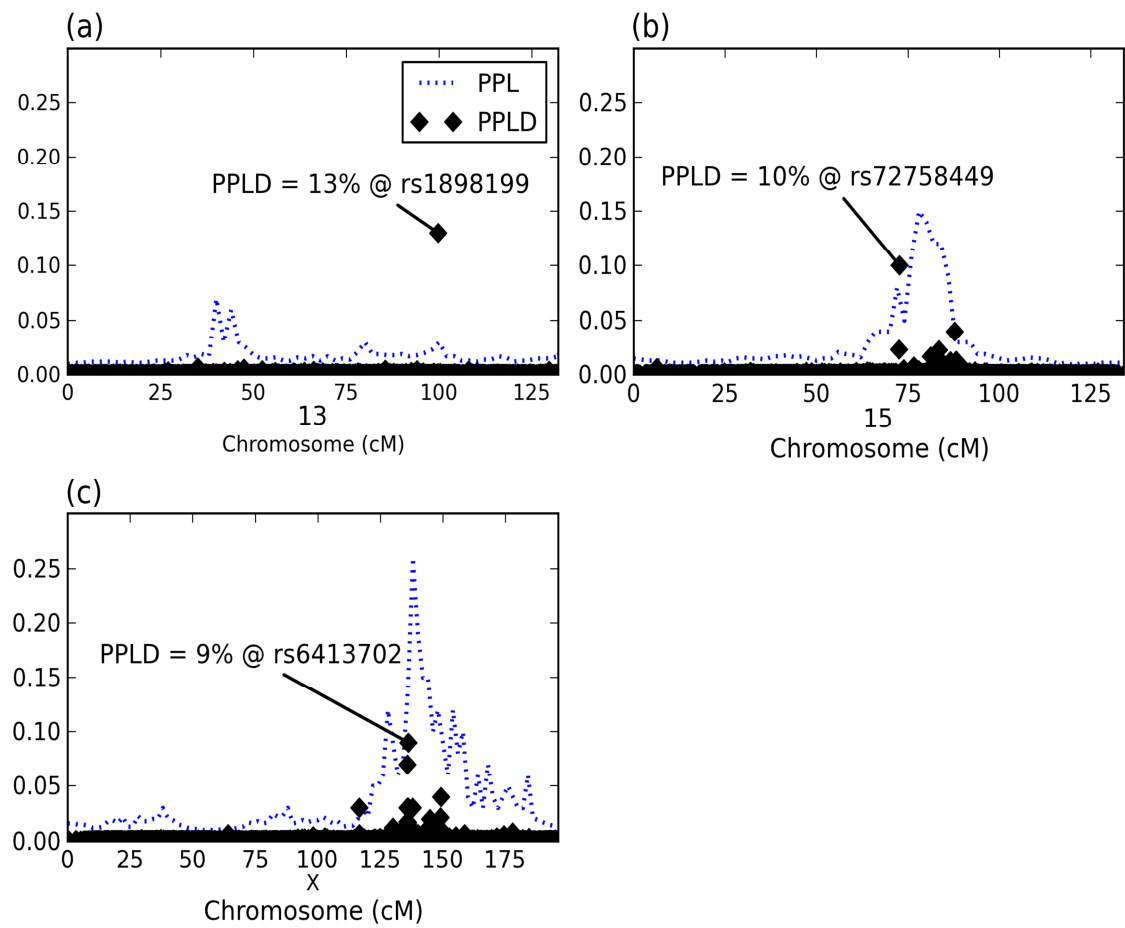 (a)
PPL
PPLD
PPLD = 13% @ rs1898199
0.25
0.20
0.15
0.10
0.05
0.00
0 25 50 75 100 125
13
Chromosome (cM)
(b)
PPLD = 10% @ rs72758449
0.25
0.20
0.15
0.10
0.05
0.00
0 25 50 75 100 125
15
Chromosome (cM)
(c)
PPLD = 9% @ rs6413702
0.25
0.20
0.15
0.10
0.05
0.00
0 25 50 75 100 125 150 175
X
Chromosome (cM)